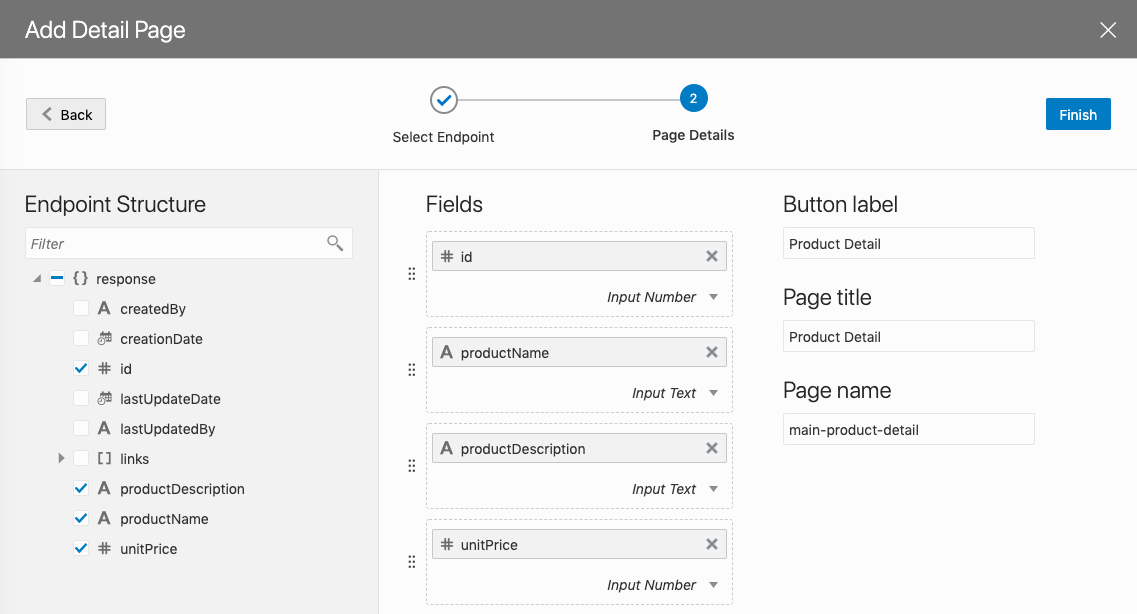 Add Detail Page
Back
Select Endpoint
2
Page Details
Finish
Endpoint Structure
Filter
{} response
A createdBy
creationDate
# id
lastUpdateDate
A lastUpdatedBy
[] links
A productDescription
A productName
# unitPrice
Fields
# id
Input Number
A productName
Input Text
A productDescription
Input Text
# unitPrice
Input Number
Button label
Product Detail
Page title
Product Detail
Page name
main-product-detail